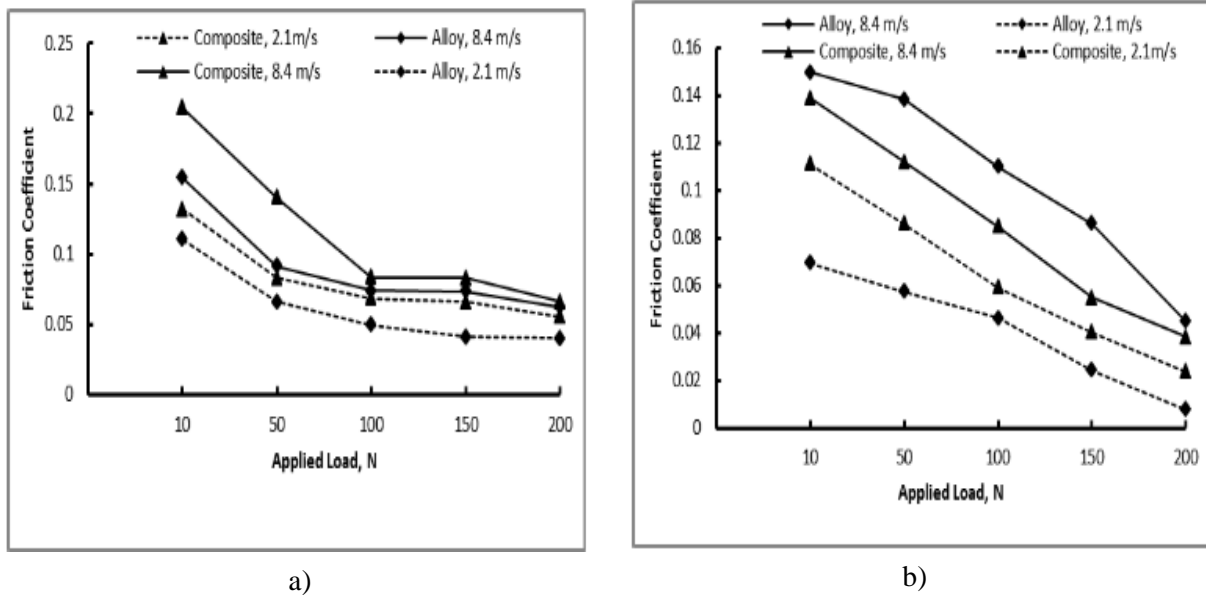 Composite, 2.1m/s
Alloy, 8.4 m/s
Composite, 8.4 m/s
Alloy, 2.1 m/s
0.25
0.2
0.15
0.1
0.05
0
Friction Coefficient
10 50 100 150 200
Applied Load, N
a)
Alloy, 8.4 m/s
Alloy, 2.1 m/s
Composite, 8.4 m/s
Composite, 2.1m/s
0.16
0.14
0.12
0.1
0.08
0.06
0.04
0.02
0
Friction Coefficient
10 50 100 150 200
Applied Load, N
b)